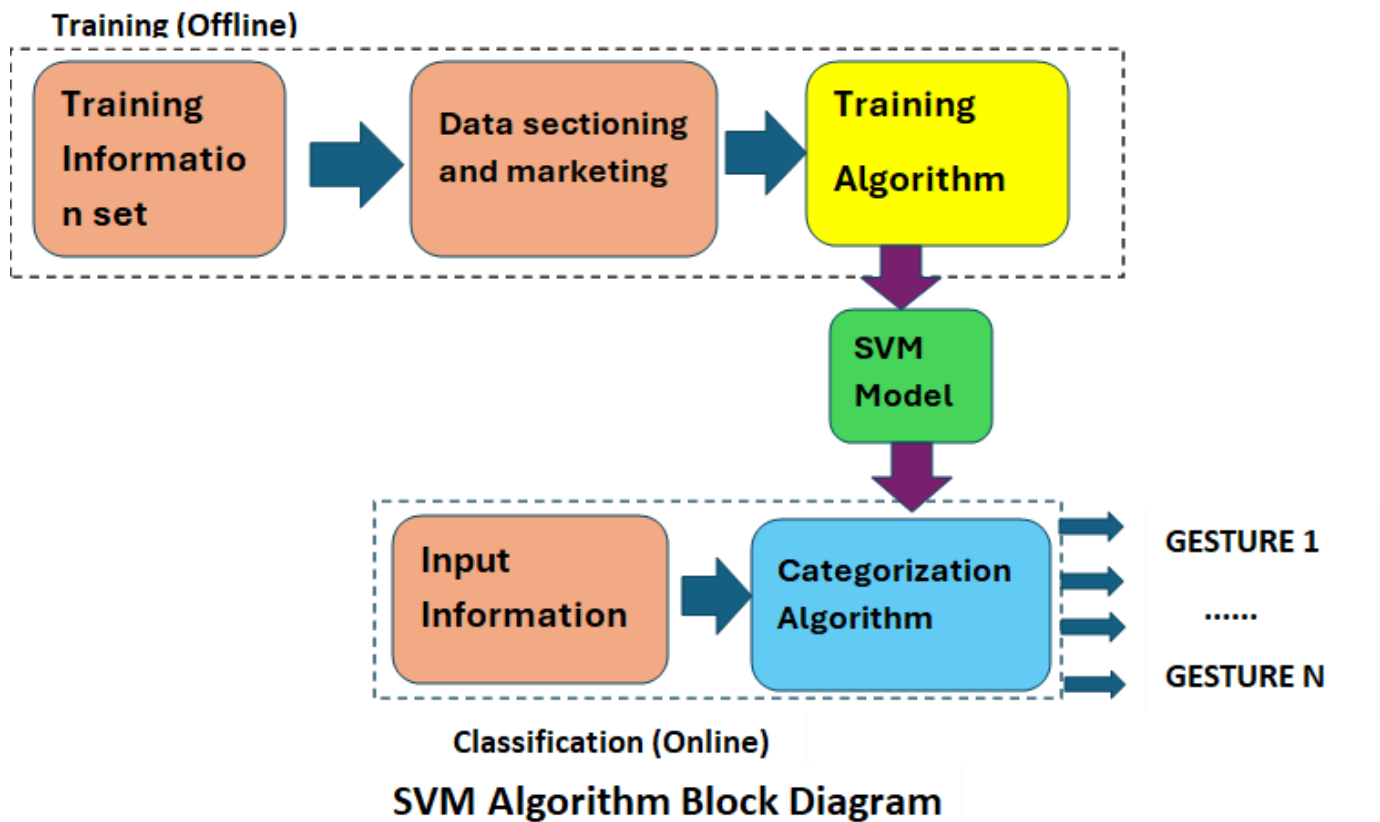 Training (Offline)
Training
Informatio
n set
Data sectioning
and marketing
Training
Algorithm
SVM
Model
Input
Information
Categorization
Algorithm
GESTURE 1
......
GESTURE N
Classification (Online)
SVM Algorithm Block Diagram